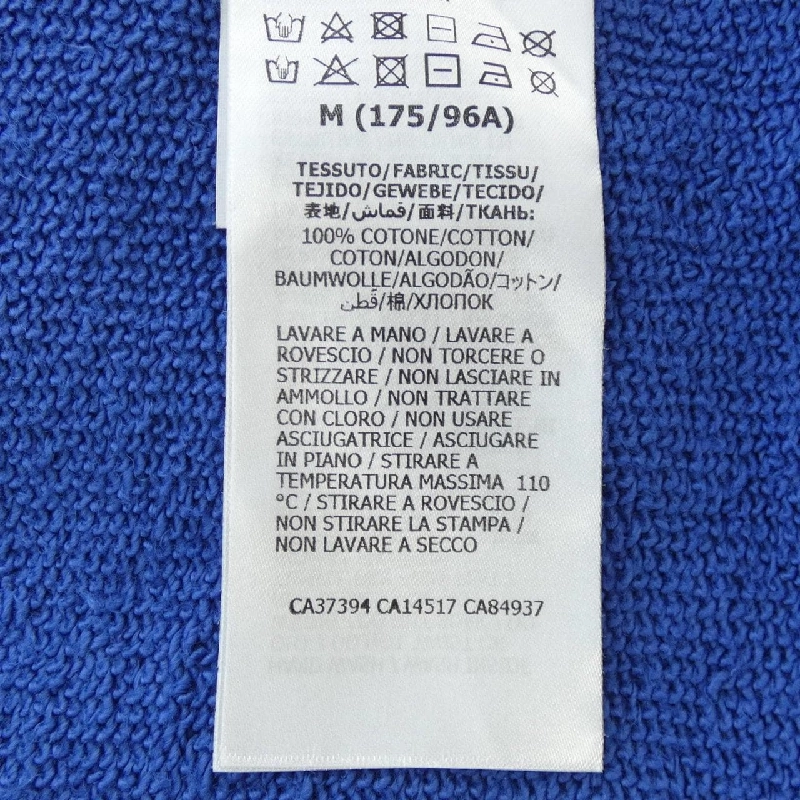 M (175/96A)
TESSUTO/FABRIC/TISSU/
TEJIDO/GEWEBE/TECIDO/
表地/قماش/面料/ТКАНЬ:
100% COTONE/COTTON/
COTON/ALGODON/
BAUMWOLLE/ALGODÃO/コットン/
قُطن/棉/ХЛОПОК
LAVARE A MANO / LAVARE A
ROVESCIO / NON TORCERE O
STRIZZARE / NON LASCIARE IN
AMMOLLO / NON TRATTARE
CON CLORO / NON USARE
ASCIUGATRICE / ASCIUGARE
IN PIANO / STIRARE A
TEMPERATURA MASSIMA 110
°C / STIRARE A ROVESCIO /
NON STIRARE LA STAMPA /
NON LAVARE A SECCO
CA37394 CA14517 CA84937